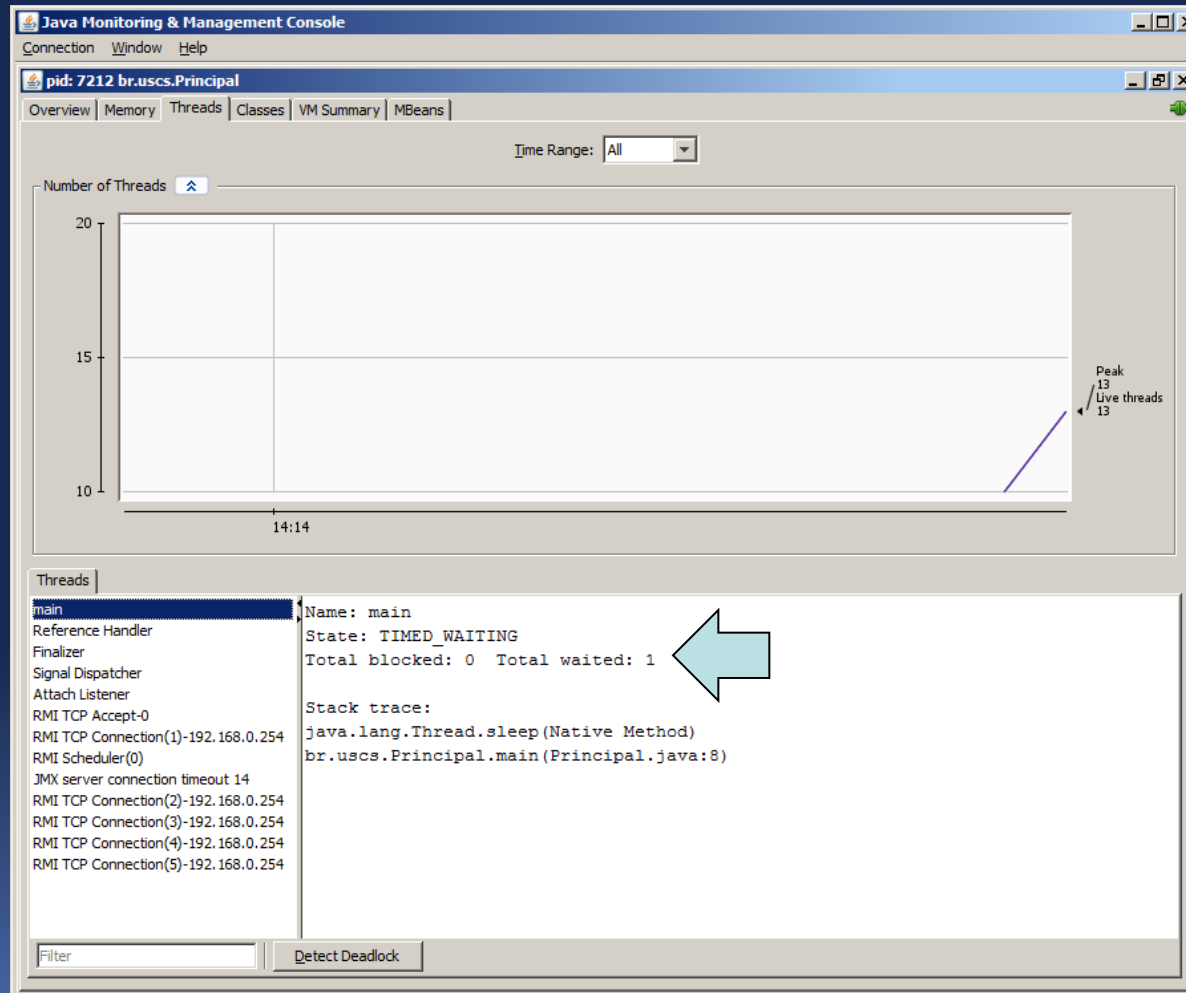 Java Monitoring & Management Console
Connection Window Help
pid: 7212 br.uscs.Principal
Overview Memory Threads Classes VM Summary MBeans
Time Range: All
Number of Threads
20
15
10
14:14
Peak
13
Live threads
13
Threads
main
Reference Handler
Finalizer
Signal Dispatcher
Attach Listener
RMI TCP Accept-0
RMI TCP Connection(1)-192.168.0.254
RMI Scheduler(0)
JMX server connection timeout 14
RMI TCP Connection(2)-192.168.0.254
RMI TCP Connection(3)-192.168.0.254
RMI TCP Connection(4)-192.168.0.254
RMI TCP Connection(5)-192.168.0.254
Name: main
State: TIMED_WAITING
Total blocked: 0 Total waited: 1
Stack trace:
java.lang.Thread.sleep(Native Method)
br.uscs.Principal.main(Principal.java:8)
Filter
Detect Deadlock